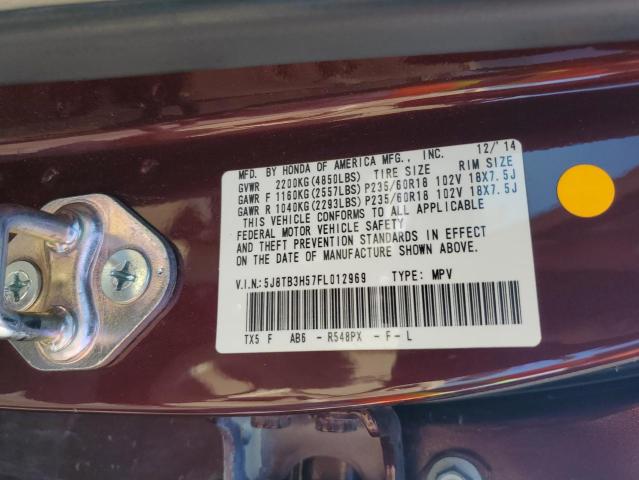 MFD. BY HONDA OF AMERICA MFG., INC. 12/'14
GVWR 2200KG(4850LBS) TIRE SIZE RIM SIZE
GAWR F 1160KG(2557LBS) P235/60R18 102V 18X7.5J
GAWR R 1040KG(2293LBS) P235/60R18 102V 18X7.5J
THIS VEHICLE CONFORMS TO ALL APPLICABLE
FEDERAL MOTOR VEHICLE SAFETY
AND THEFT PREVENTION STANDARDS IN EFFECT
ON THE DATE OF MANUFACTURE SHOWN ABOVE.
V.I.N:5J8TB3H57FL012969 TYPE: MPV
TX5 F AB6 - R548PX - F - L